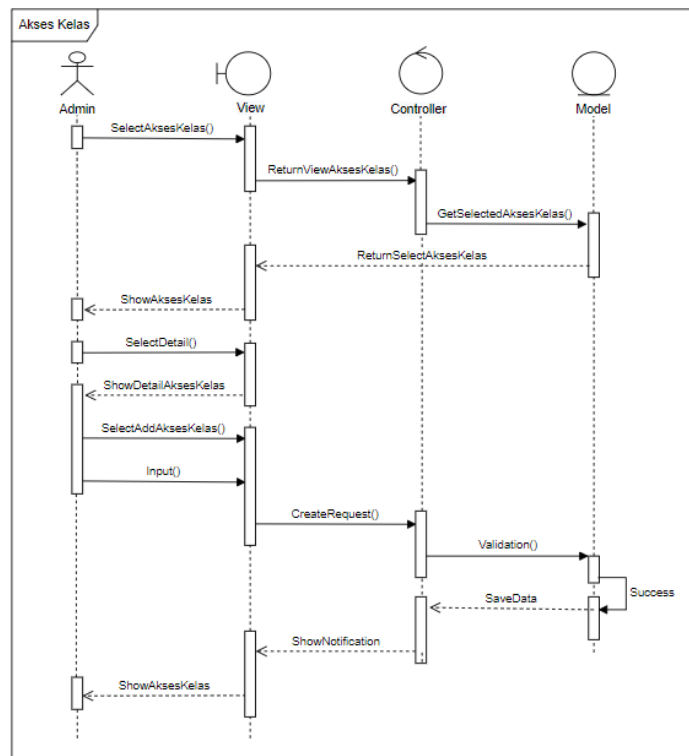 Akses Kelas
Admin
View
Controller
Model
SelectAksesKelas()
ReturnViewAksesKelas()
GetSelectedAksesKelas()
ReturnSelectAksesKelas
ShowAksesKelas
SelectDetail()
ShowDetailAksesKelas
SelectAddAksesKelas()
Input()
CreateRequest()
Validation()
Success
SaveData
ShowNotification
ShowAksesKelas